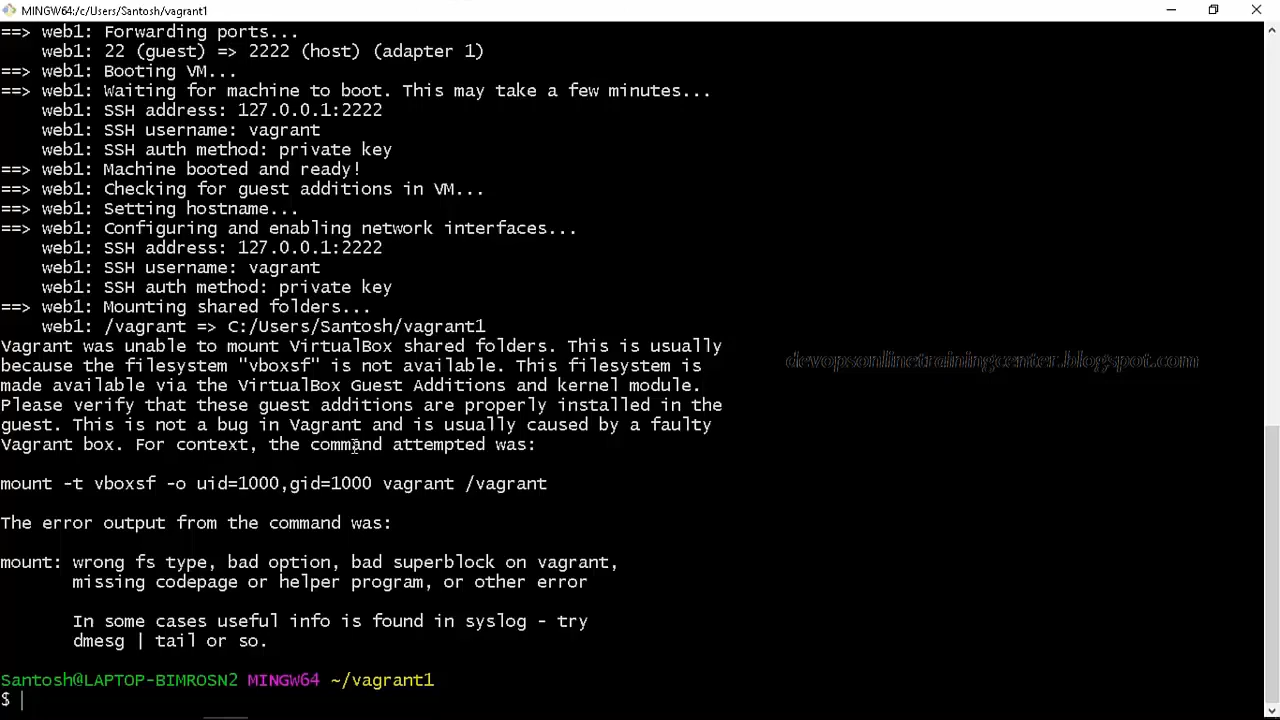 MINGW64:/c/Users/Santosh/vagrant1
==> web1: Forwarding ports...
web1: 22 (guest) => 2222 (host) (adapter 1)
==> web1: Booting VM...
==> web1: Waiting for machine to boot. This may take a few minutes...
web1: SSH address: 127.0.0.1:2222
web1: SSH username: vagrant
web1: SSH auth method: private key
==> web1: Machine booted and ready!
==> web1: Checking for guest additions in VM...
==> web1: Setting hostname...
==> web1: Configuring and enabling network interfaces...
web1: SSH address: 127.0.0.1:2222
web1: SSH username: vagrant
web1: SSH auth method: private key
==> web1: Mounting shared folders...
web1: /vagrant => C:/Users/Santosh/vagrant1
Vagrant was unable to mount VirtualBox shared folders. This is usually
because the filesystem "vboxsf" is not available. This filesystem is
made available via the VirtualBox Guest Additions and kernel module.
Please verify that these guest additions are properly installed in the
guest. This is not a bug in Vagrant and is usually caused by a faulty
Vagrant box. For context, the command attempted was:
mount -t vboxsf -o uid=1000,gid=1000 vagrant /vagrant
The error output from the command was:
mount: wrong fs type, bad option, bad superblock on vagrant,
missing codepage or helper program, or other error
In some cases useful info is found in syslog - try
dmesg | tail or so.
Santosh@LAPTOP-BIMROSN2 MINGW64 ~/vagrant1
$
devopsonlinetrainingcenter.blogspot.com